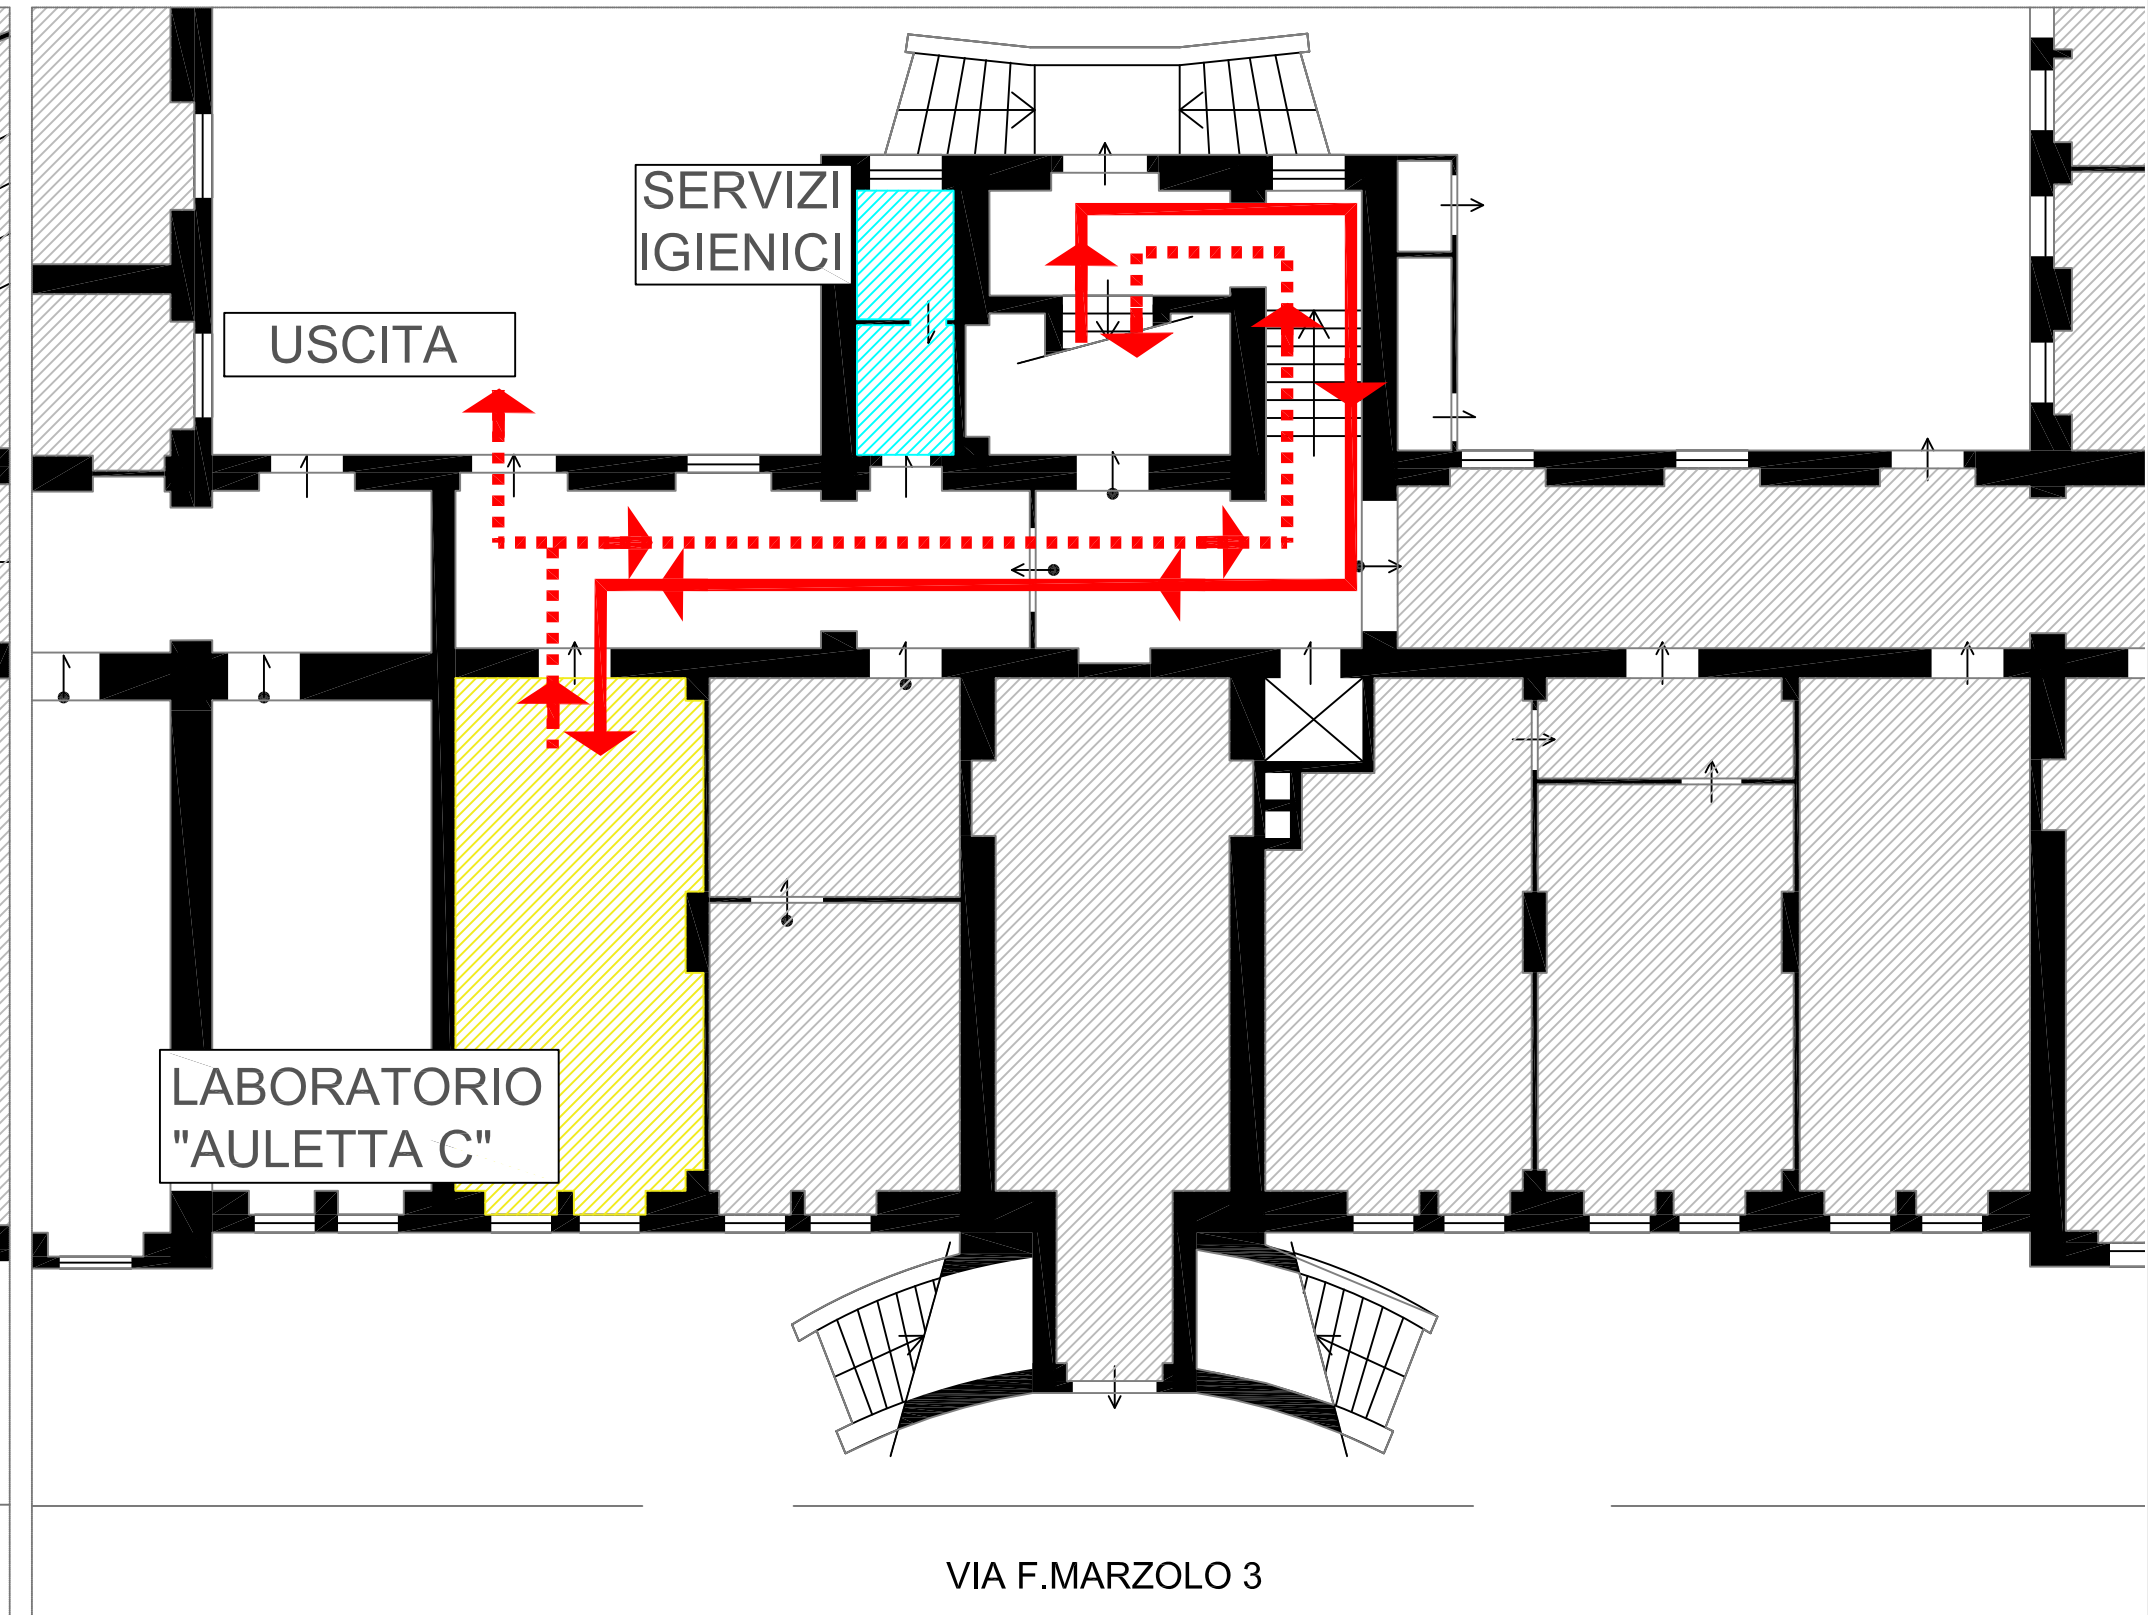 SERVIZI
IGIENICI
USCITA
LABORATORIO
"AULETTA C"
VIA F.MARZOLO 3